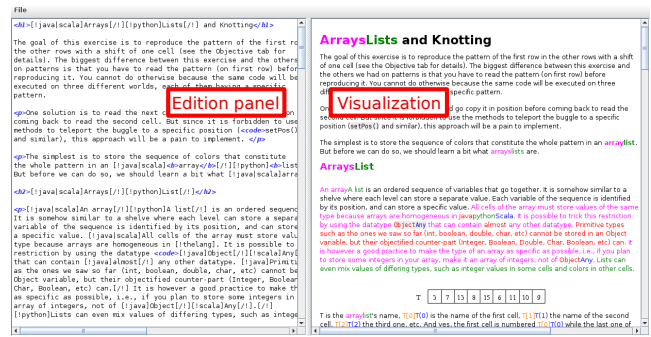 File
<h1>[!java|scala]Arrays[/!][!python]Lists[/!] and Knotting</h1>
The goal of this exercise is to reproduce the pattern of the first ro
the other rows with a shift of one cell (see the Objective tab for
details). The biggest difference between this exercise and the others
on patterns is that you have to read the pattern (on first row) before
reproducing it. You cannot do otherwise because the same code will be
executed on three different worlds, each of them having a specific
pattern.
<p>One solution is to read the next c
coming back to read the second cell. But since it is forbidden to use
methods to teleport the buggle to a specific position (<code>setPos()
and similar), this approach will be a pain to implement. </p>
<p>The simplest is to store the sequence of colors that constitute
the whole pattern in an [!java|scala]<b>array</b>[/!][!python]<b>list
But before we can do so, we should learn a bit what [!java|scala]array
<h2>[!java|scala]Arrays[/!][!python]List[/!]</h2>
<p>[!java|scala]An array[/!][!python]A list[/!] is an ordered sequenc
It is somehow similar to a shelve where each level can store a separa
variable of the sequence is identified by its position, and can store
a specific value. [!java|scala]All cells of the array must store valu
type because arrays are homogeneous in [!thelang]. It is possible to
restriction by using the datatype <code>[!java]Object[/!][!scala]Any[
that can contain [!java]almost[/!] any other datatype. [!java]Primiti
as the ones we saw so far (int, boolean, double, char, etc) cannot be
Object variable, but their objectified counter-part (Integer, Boolean
Char, Boolean, etc) can.[/!] It is however a good practice to make th
as specific as possible, i.e., if you plan to store some integers in
array of integers, not of [!java]Object[/!][!scala]Any[/!].[/!]
[!python]Lists can even mix values of differing types, such as intege
Edition panel
ArraysLists and Knotting
The goal of this exercise is to reproduce the pattern of the first row in the other rows with a shift
of one cell (see the Objective tab for details). The biggest difference between this exercise and
the others we had on patterns is that you have to read the pattern (on first row) before
reproducing it. You cannot do otherwise because the same code will be executed on three
specific pattern.
d go copy it in position before coming back to read the
second cell. But since it is forbidden to use the methods to teleport the buggle to a specific
position (setPos() and similar), this approach will be a pain to implement.
The simplest is to store the sequence of colors that constitute the whole pattern in an arraylist.
But before we can do so, we should learn a bit what arrayslists are.
ArraysList
An arrayA list is an ordered sequence of variables that go together. It is somehow similar to a
shelve where each level can store a separate value. Each variable of the sequence is identified
by its position, and can store a specific value. All cells of the array must store values of the same
type because arrays are homogeneous in JavapythonScala. It is possible to trick this restriction
by using the datatype ObjectAny that can contain almost any other datatype. Primitive types
such as the ones we saw so far (int, boolean, double, char, etc) cannot be stored in an Object
variable, but their objectified counter-part (Integer, Boolean, Double, Char, Boolean, etc) can. It
is however a good practice to make the type of an array as specific as possible, i.e., if you plan
to store some integers in your array, make it an array of integers, not of ObjectAny. Lists can
even mix values of differing types, such as integer values in some cells and colors in other cells.
T 3 7 13 8 15 6 11 10 9
T is the arraylist's name, T[0]T(0) is the name of the first cell, T[1]T(1) the name of the second
cell, T[2]T(2) the third one, etc. And yes, the first cell is numbered T[0]T(0) while the last one of
Visualization